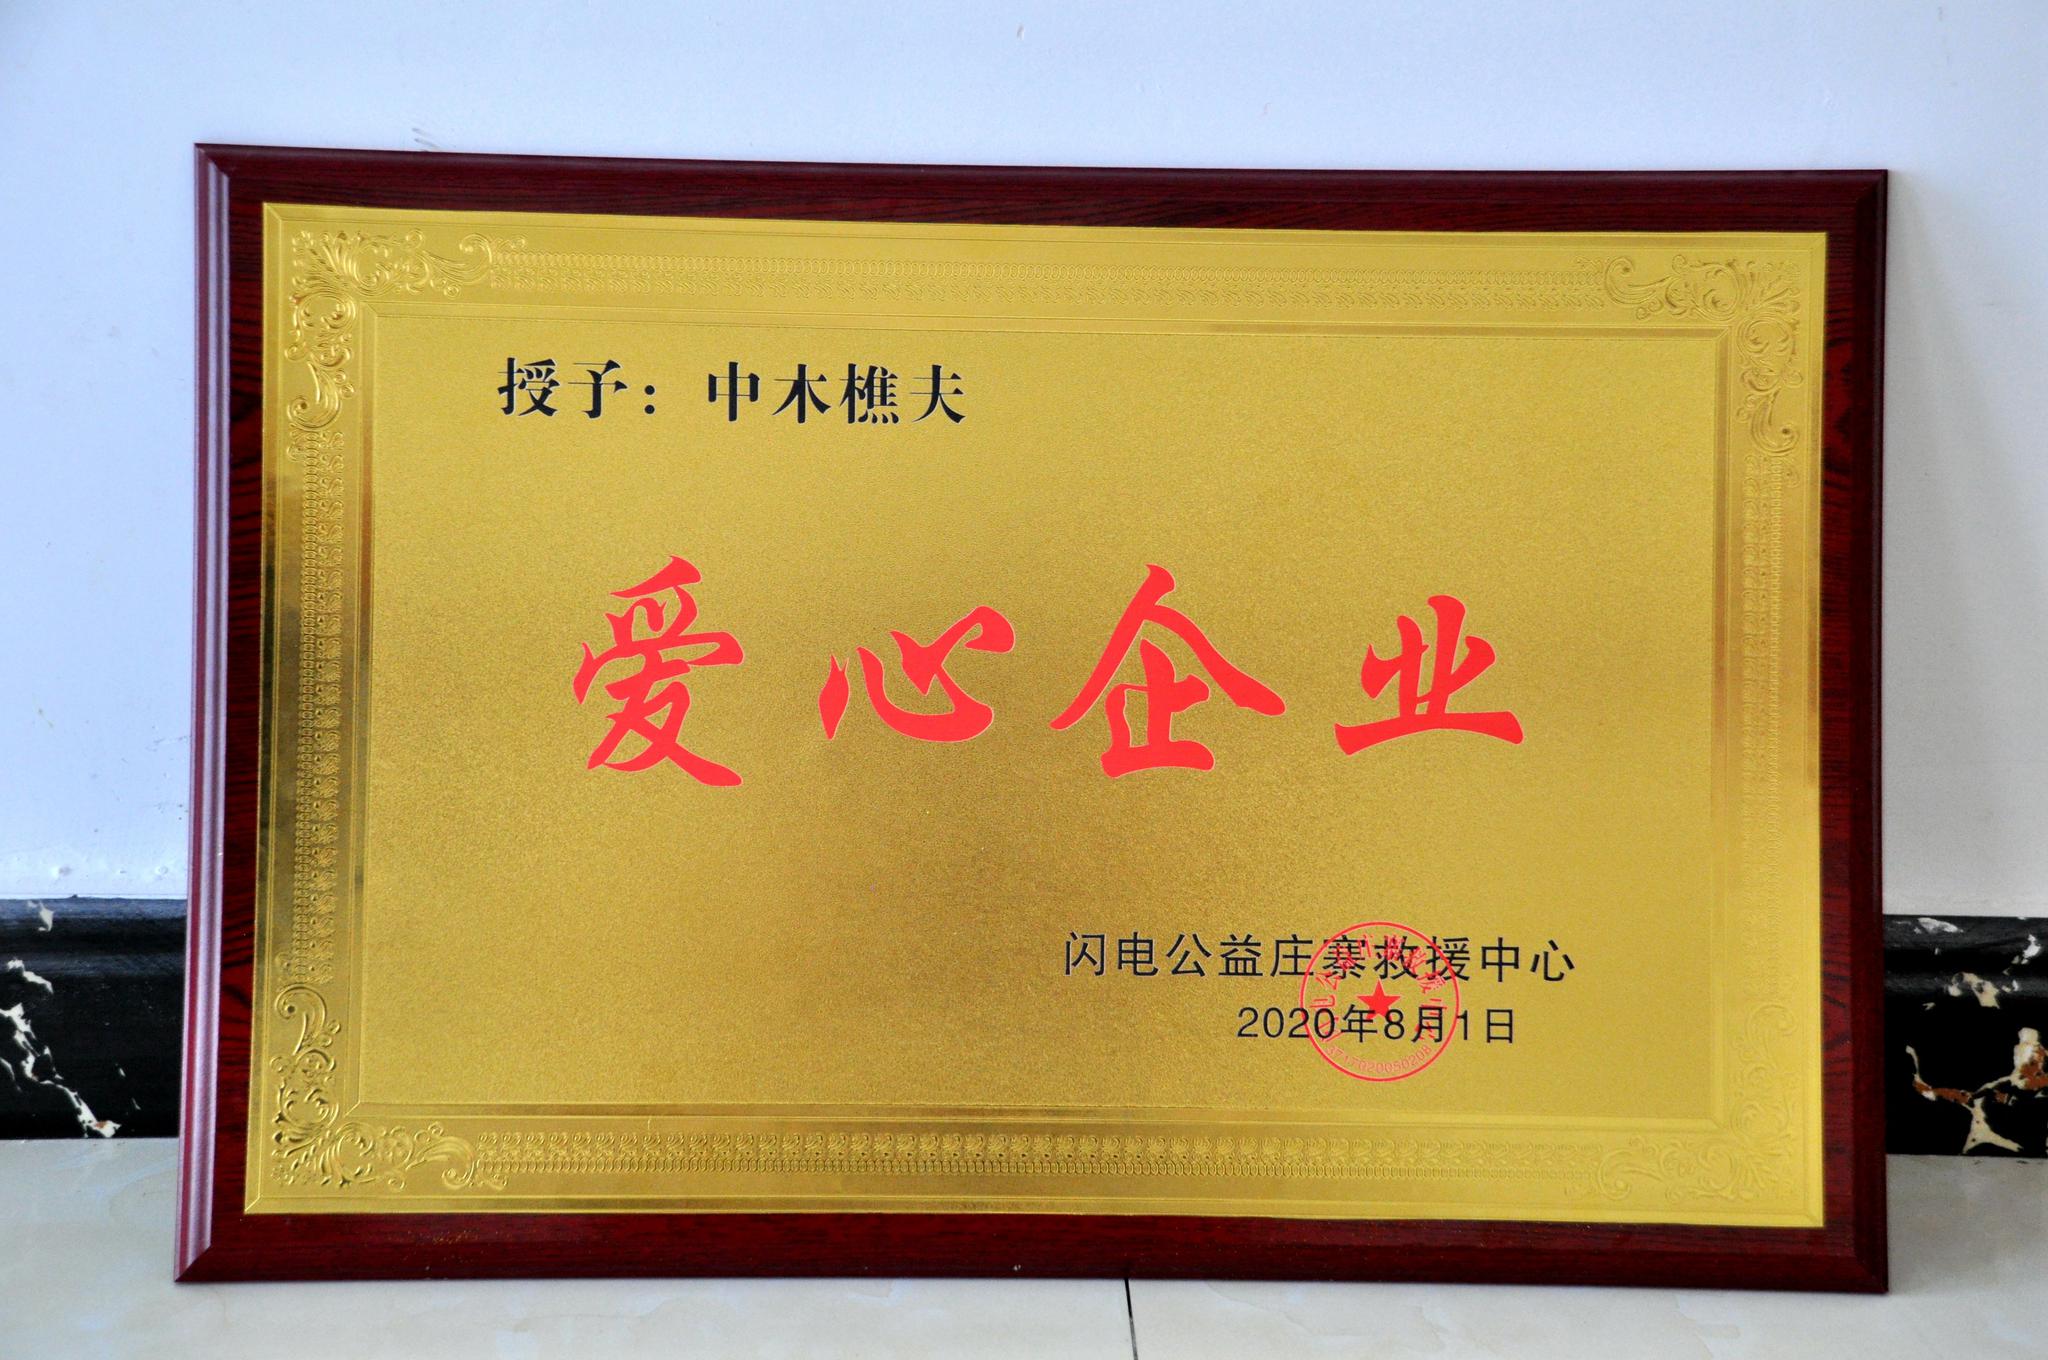 授予：中木樵夫
爱心企业
闪电公益庄寨救援中心
2020年8月1日